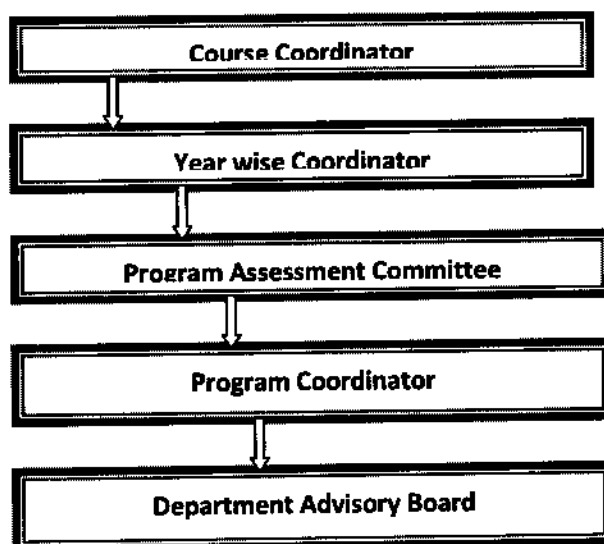 Course Coordinator
Year wise Coordinator
Program Assessment Committee
Program Coordinator
Department Advisory Board